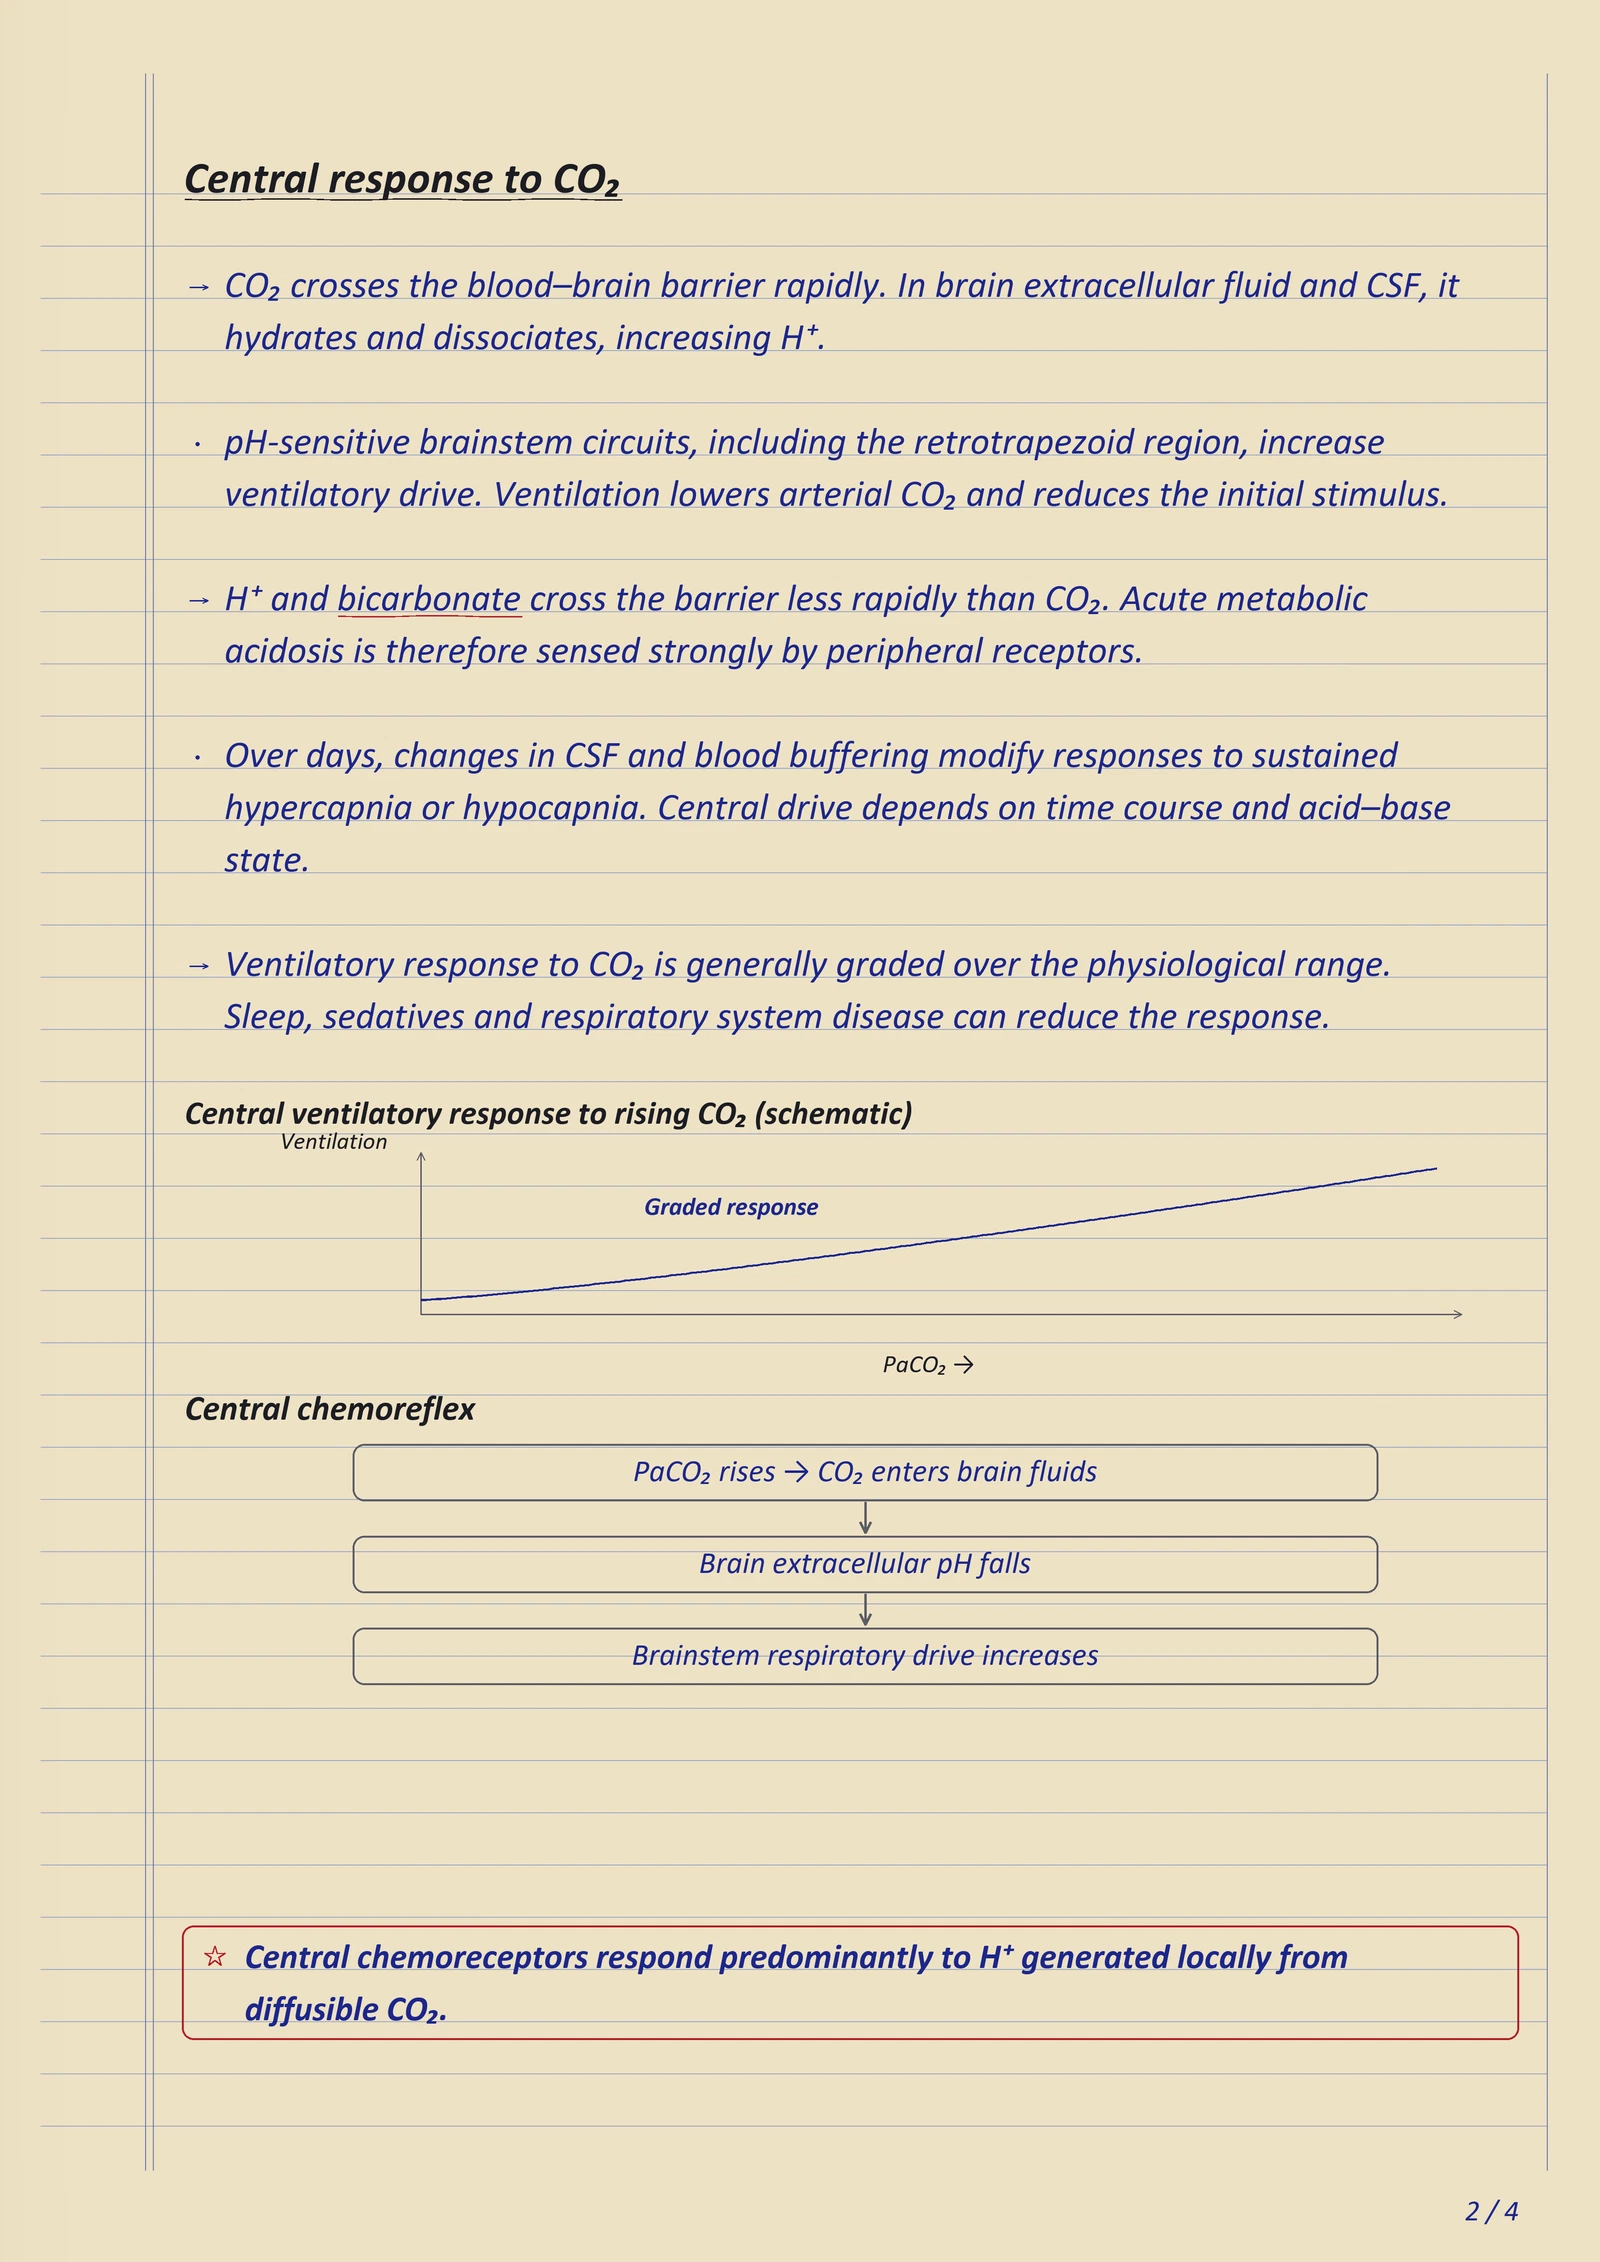 Central response to CO₂
→ CO₂ crosses the blood–brain barrier rapidly. In brain extracellular fluid and CSF, it
hydrates and dissociates, increasing H⁺.
· pH-sensitive brainstem circuits, including the retrotrapezoid region, increase
ventilatory drive. Ventilation lowers arterial CO₂ and reduces the initial stimulus.
→ H⁺ and bicarbonate cross the barrier less rapidly than CO₂. Acute metabolic
acidosis is therefore sensed strongly by peripheral receptors.
· Over days, changes in CSF and blood buffering modify responses to sustained
hypercapnia or hypocapnia. Central drive depends on time course and acid–base
state.
→ Ventilatory response to CO₂ is generally graded over the physiological range.
Sleep, sedatives and respiratory system disease can reduce the response.
Central ventilatory response to rising CO₂ (schematic)
Ventilation
Graded response
PaCO₂ →
Central chemoreflex
PaCO₂ rises → CO₂ enters brain fluids
Brain extracellular pH falls
Brainstem respiratory drive increases
☆ Central chemoreceptors respond predominantly to H⁺ generated locally from
diffusible CO₂.
2 / 4